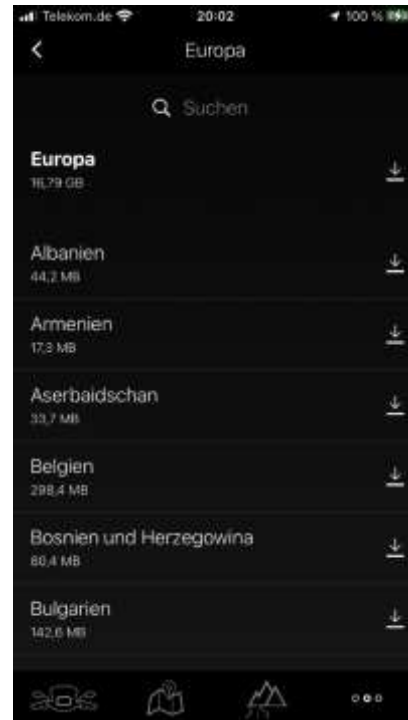 Telekom.de 20:02 100 %
Europa
Suchen
Europa
16,79 GB
Albanien
44,2 MB
Armenien
17,3 MB
Aserbaidschan
33,7 MB
Belgien
298,4 MB
Bosnien und Herzegowina
80,4 MB
Bulgarien
142,6 MB